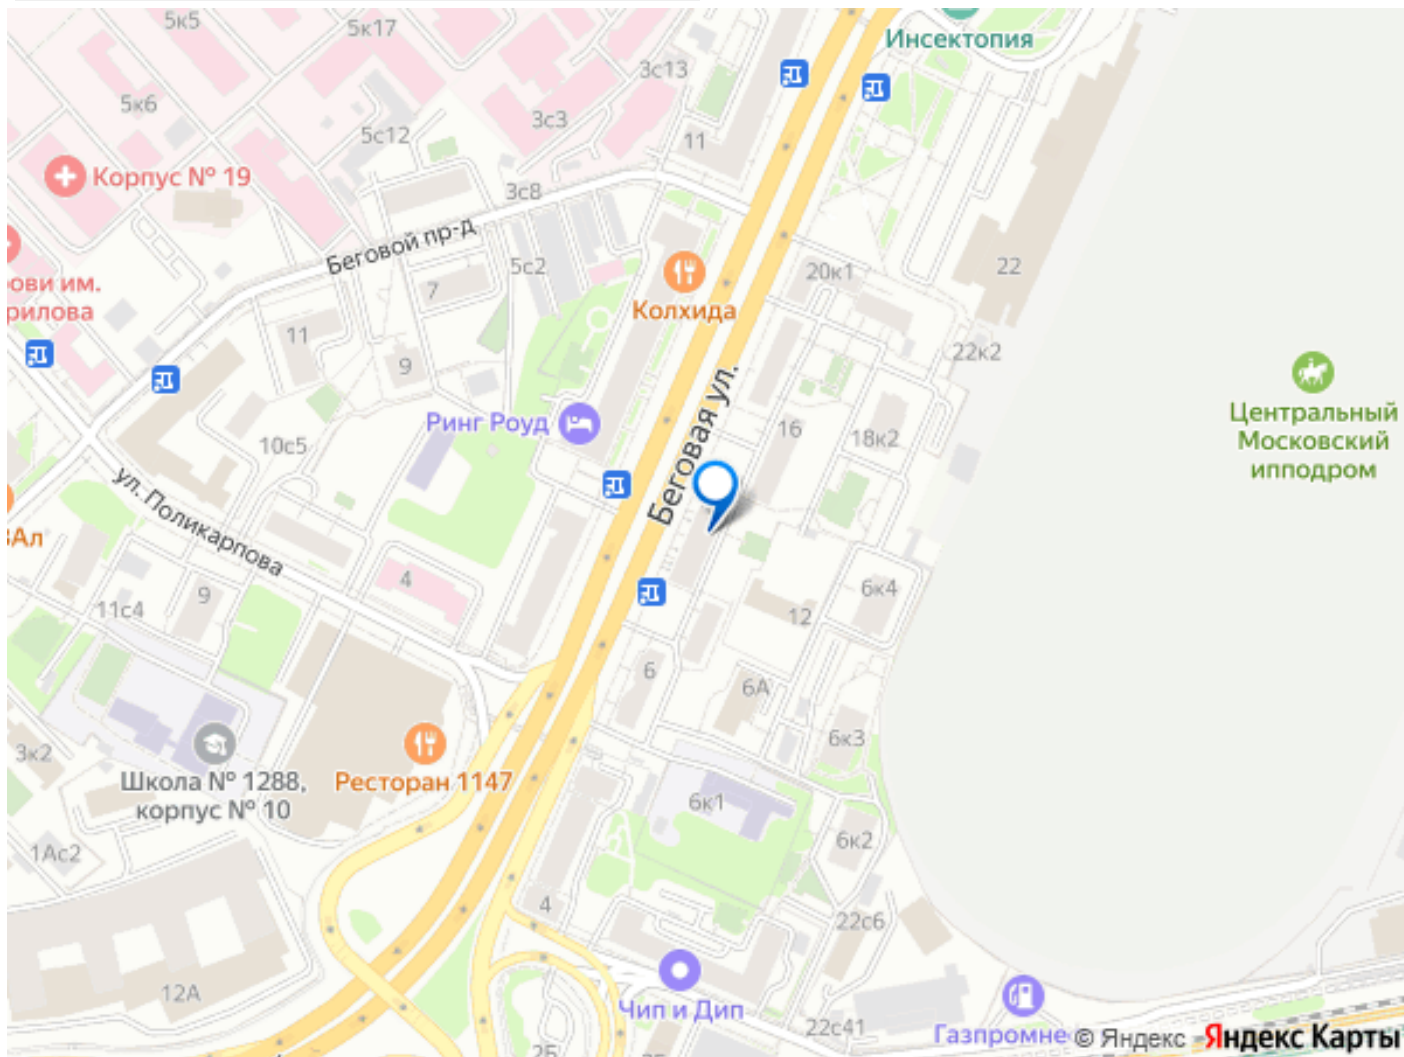 5к5
5к17
Инсектопия
3с13
5к6
3с3
5с12
11
Корпус № 19
3с8
Беговой пр-д
5с2
20к1
22
ови им.
рилова
7
Колхида
11
9
22к2
Беговая ул.
Центральный
Московский
ипподром
Ринг Роуд
16
18к2
10с5
ул. Поликарпова
Ал
4
6к4
9
11с4
12
6
6А
3к2
6к3
Школа № 1288,
корпус № 10
Ресторан 1147
6к1
6к2
1Ас2
4
22с6
12А
Чип и Дип
22с41
Газпромне
© Яндекс
Яндекс Карты